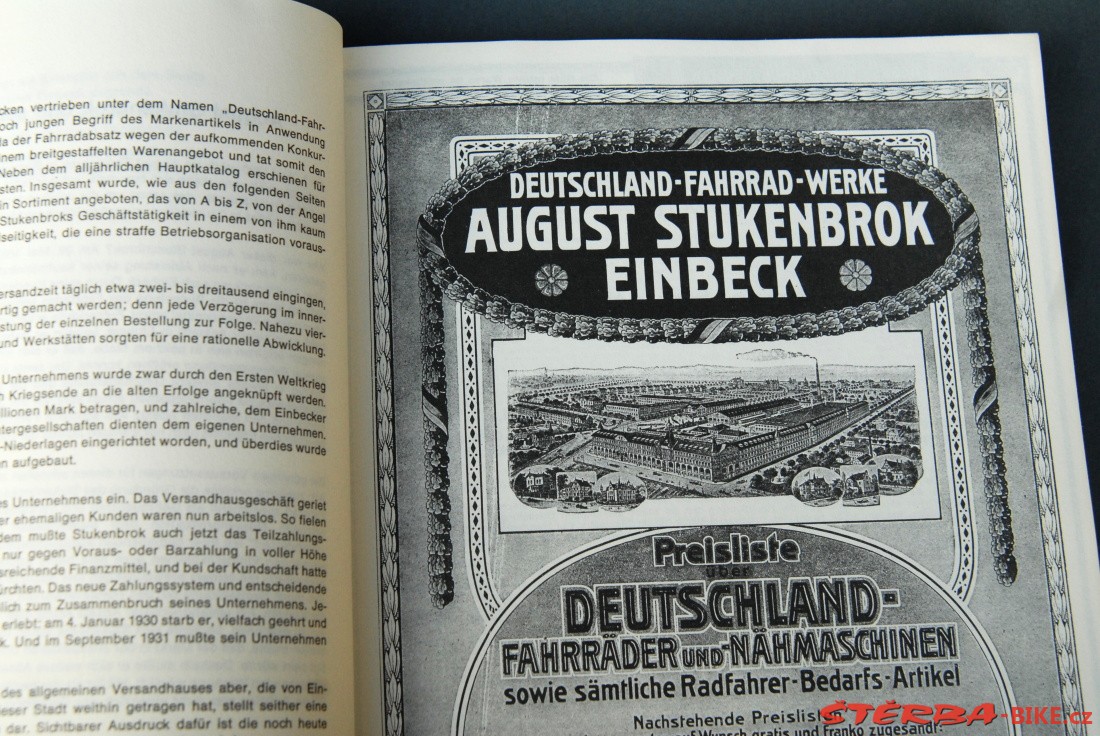 cken vertrieben unter dem Namen „Deutschland-Fahr-
och jungen Begriff des Markenartikels in Anwendung
da der Fahrradabsatz wegen der aufkommenden Konkur-
inem breitgestaffelten Warenangebot und tat somit den
Neben dem alljährlichen Hauptkatalog erschienen für
sten. Insgesamt wurde, wie aus den folgenden Seiten
in Sortiment angeboten, das von A bis Z, von der Angel
Stukenbroks Geschäftstätigkeit in einem von ihm kaum
seitigkeit, die eine straffe Betriebsorganisation voraus-
ersandzeit täglich etwa zwei- bis dreitausend eingingen,
rtig gemacht werden; denn jede Verzögerung im inner-
stung der einzelnen Bestellung zur Folge. Nahezu vier-
und Werkstätten sorgten für eine rationelle Abwicklung.
Unternehmens wurde zwar durch den Ersten Weltkrieg
h Kriegsende an die alten Erfolge angeknüpft werden.
llionen Mark betragen, und zahlreiche, dem Einbecker
tergesellschaften dienten dem eigenen Unternehmen.
-Niederlagen eingerichtet worden, und überdies wurde
en aufgebaut.
es Unternehmens ein. Das Versandhausgeschäft geriet
er ehemaligen Kunden waren nun arbeitslos. So fielen
dem mußte Stukenbrok auch jetzt das Teilzahlungs-
nur gegen Voraus- oder Barzahlung in voller Höhe
sreichende Finanzmittel, und bei der Kundschaft hatte
ürchten. Das neue Zahlungssystem und entscheidende
lich zum Zusammenbruch seines Unternehmens. Je-
erlebt: am 4. Januar 1930 starb er, vielfach geehrt und
k. Und im September 1931 mußte sein Unternehmen
des allgemeinen Versandhauses aber, die von Ein-
ieser Stadt weithin getragen hat, stellt seither eine
dar. Sichtbarer Ausdruck dafür ist die noch heute
DEUTSCHLAND-FAHRRAD-WERKE
AUGUST STUKENBROK
EINBECK
Preisliste
über
DEUTSCHLAND-
FAHRRÄDER UND NÄHMASCHINEN
sowie sämtliche Radfahrer-Bedarfs-Artikel
Nachstehende Preislisten
auf Wunsch gratis und franko zugesandt:
ŠTĚRBA-BIKE.cz